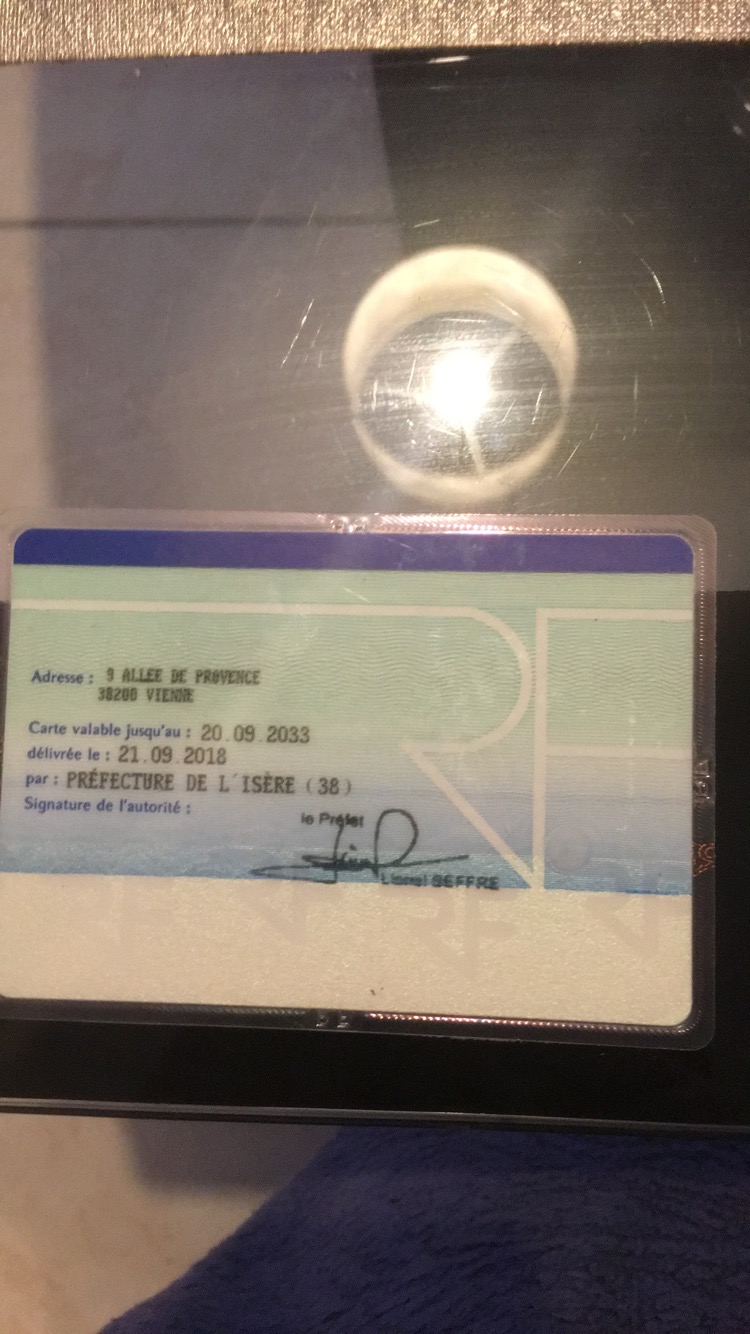 Adresse : 9 ALLEE DE PROVENCE
38200 VIENNE
Carte valable jusqu'au : 20.09.2033
délivrée le : 21.09.2018
par : PRÉFECTURE DE L'ISÈRE (38)
Signature de l'autorité :
le Préfet
Lionel BEFFRE
RF